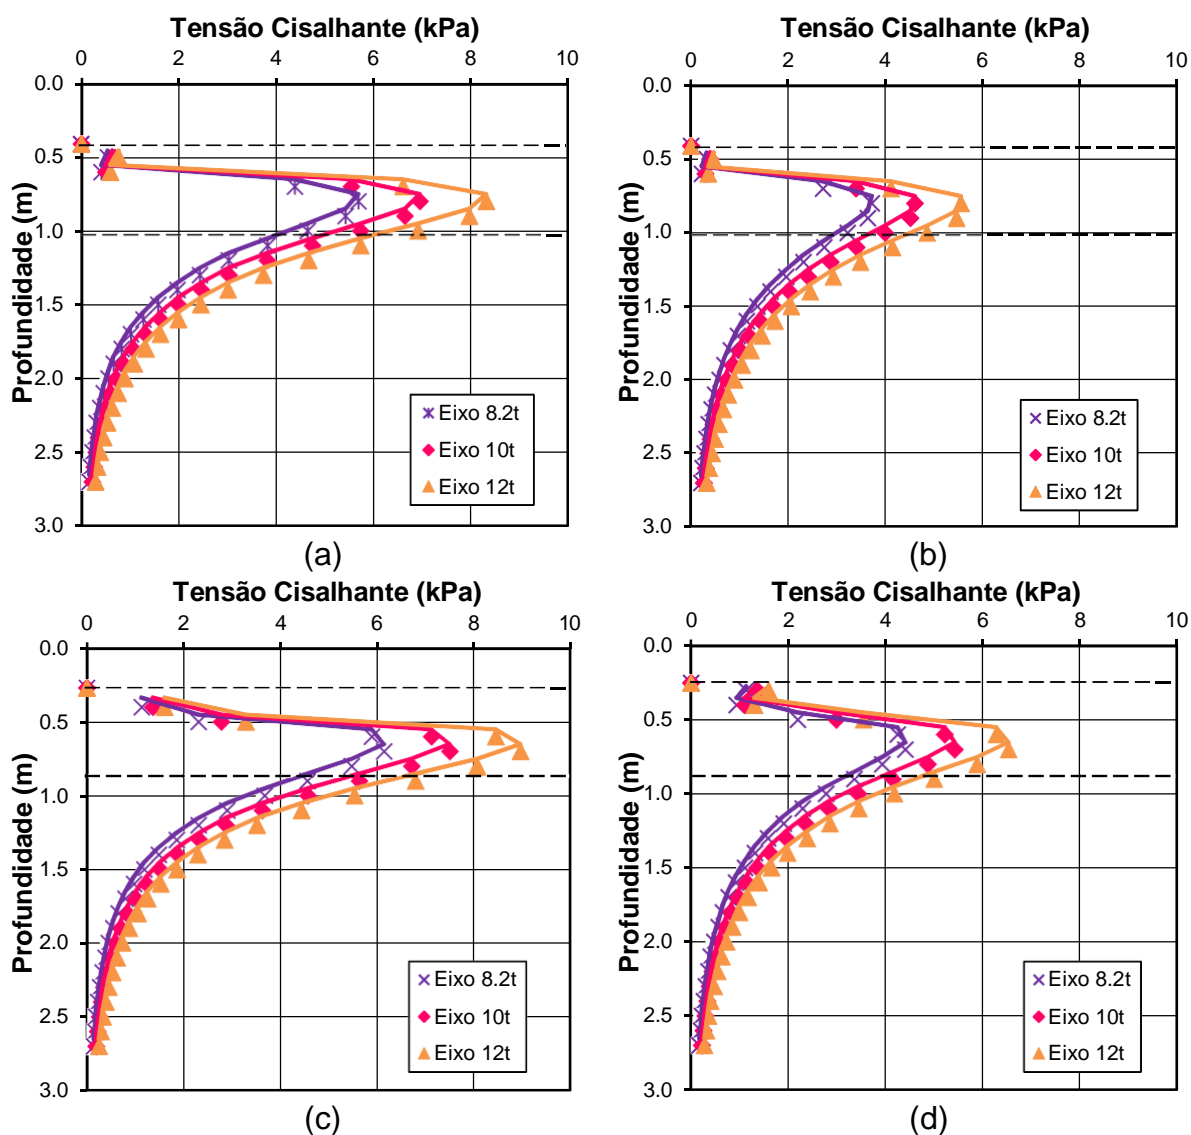 Tensão Cisalhante (kPa)
0 2 4 6 8 10
Profundidade (m)
0.0
0.5
1.0
1.5
2.0
2.5
3.0
Eixo 8.2t
Eixo 10t
Eixo 12t
(a)
Tensão Cisalhante (kPa)
0 2 4 6 8 10
Profundidade (m)
0.0
0.5
1.0
1.5
2.0
2.5
3.0
Eixo 8.2t
Eixo 10t
Eixo 12t
(b)
Tensão Cisalhante (kPa)
0 2 4 6 8 10
Profundidade (m)
0.0
0.5
1.0
1.5
2.0
2.5
3.0
Eixo 8.2t
Eixo 10t
Eixo 12t
(c)
Tensão Cisalhante (kPa)
0 2 4 6 8 10
Profundidade (m)
0.0
0.5
1.0
1.5
2.0
2.5
3.0
Eixo 8.2t
Eixo 10t
Eixo 12t
(d)